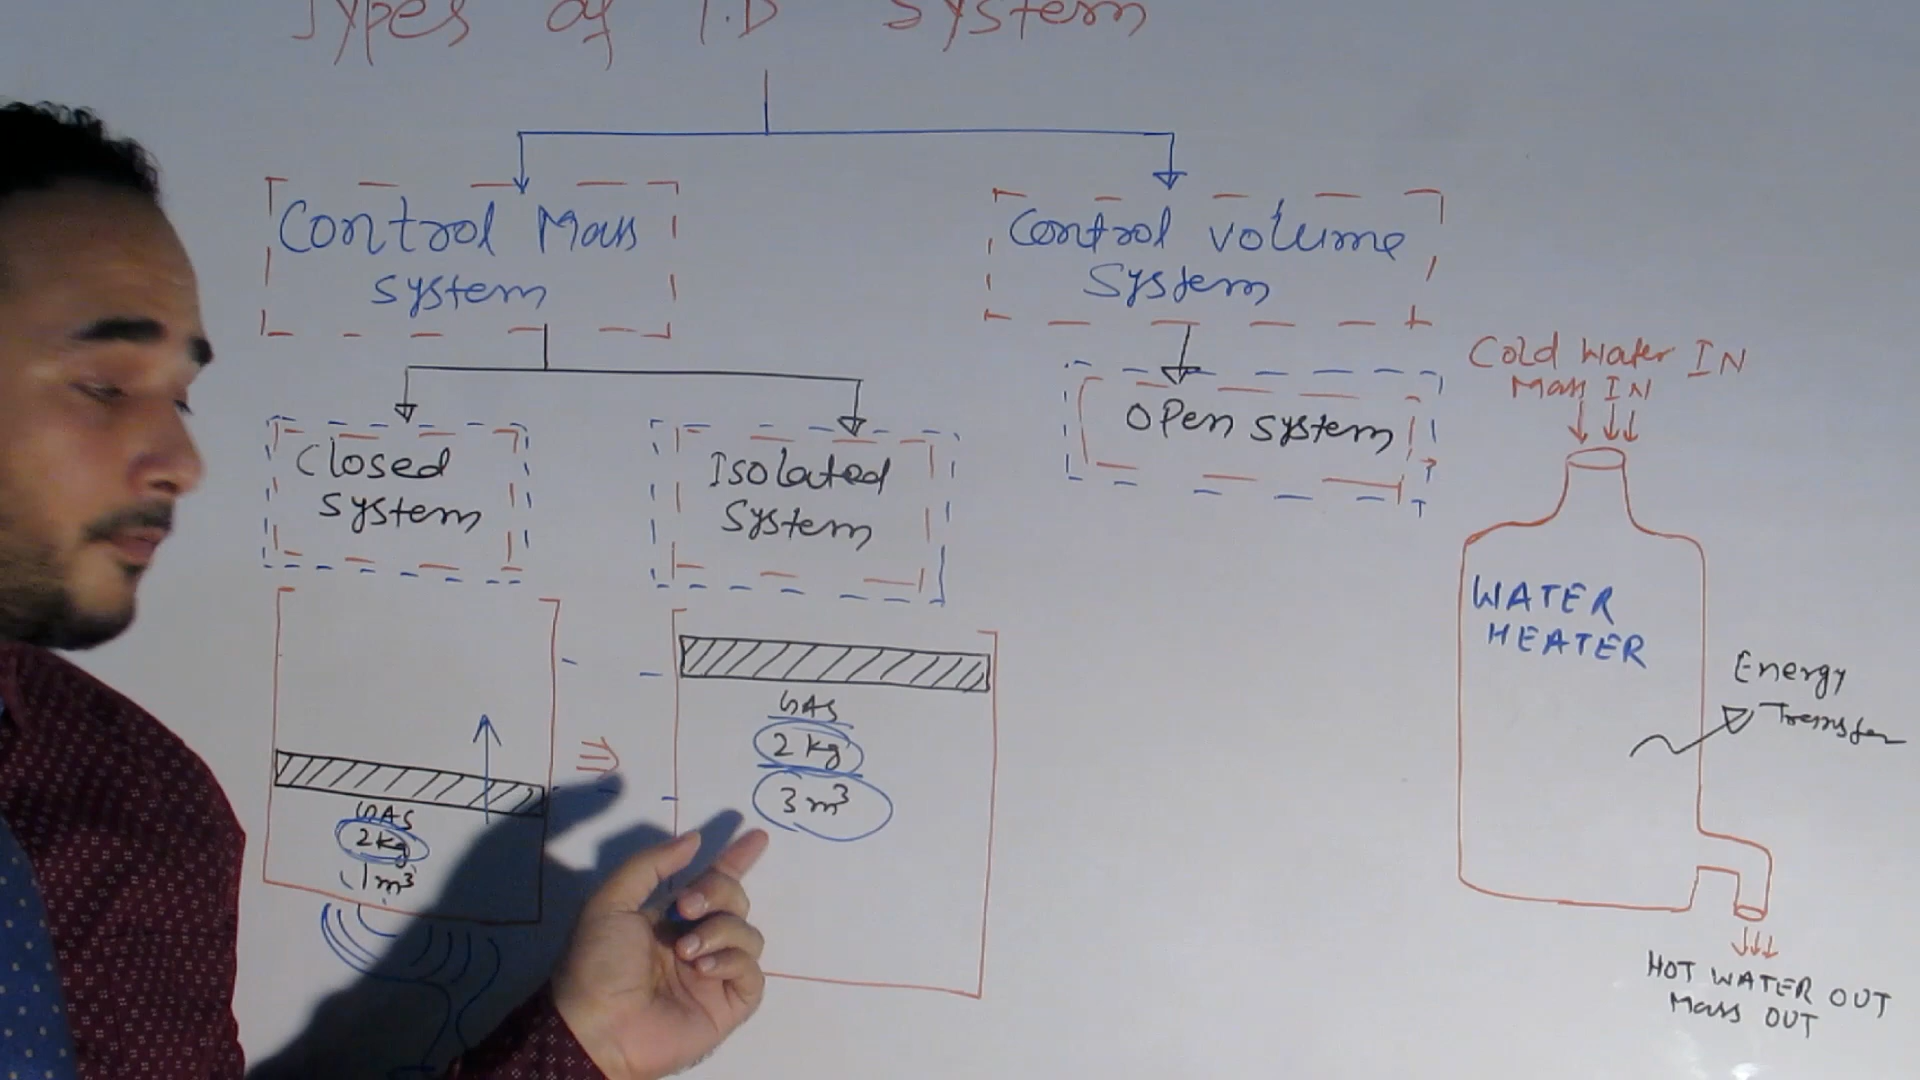 Types of T.D System
Control Mass
System
Control volume
System
Closed
System
Isolated
System
Open System
Cold Water IN
Mass IN
WATER
HEATER
Energy
Transfer
GAS
2 kg
3 m³
GAS
2 kg
1 m³
HOT WATER OUT
Mass OUT